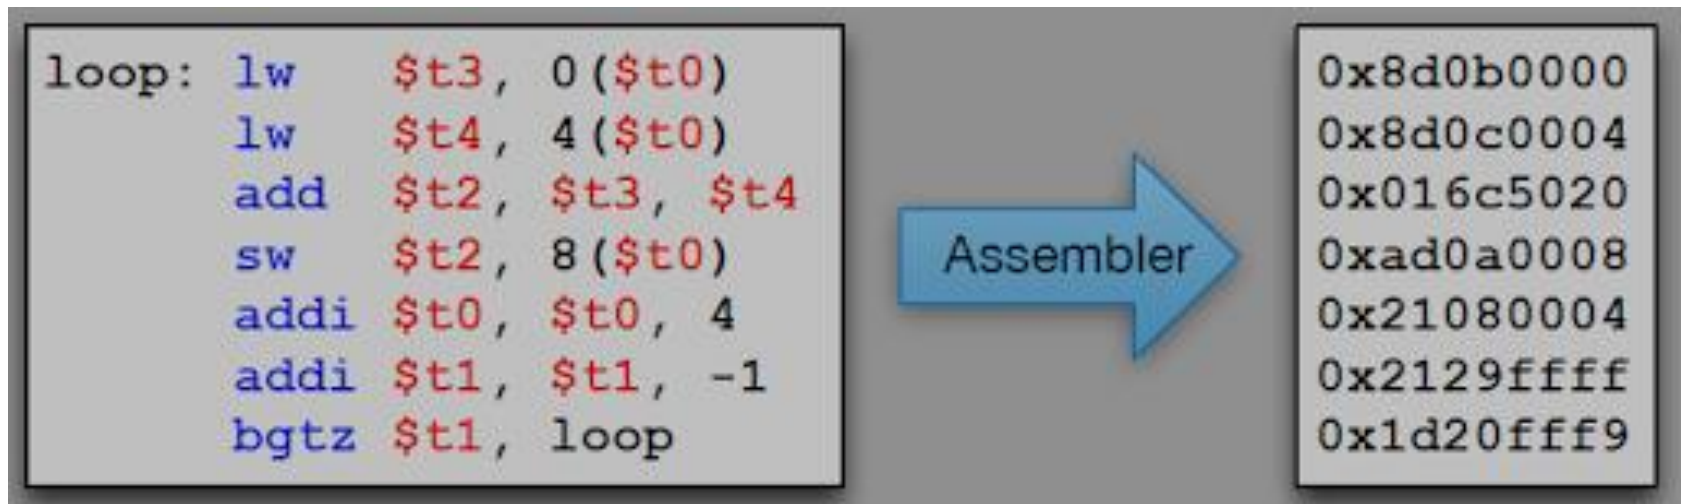 loop: lw $t3, 0($t0)
lw $t4, 4($t0)
add $t2, $t3, $t4
sw $t2, 8($t0)
addi $t0, $t0, 4
addi $t1, $t1, -1
bgtz $t1, loop
Assembler
0x8d0b0000
0x8d0c0004
0x016c5020
0xad0a0008
0x21080004
0x2129ffff
0x1d20fff9